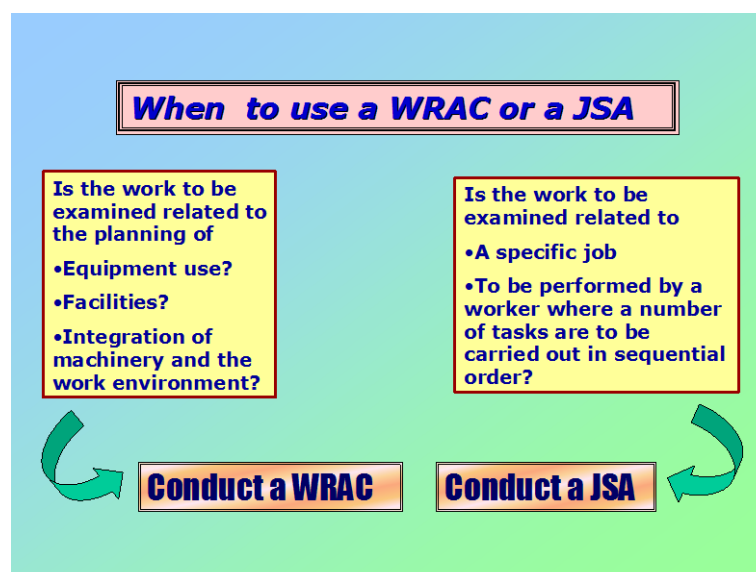 When to use a WRAC or a JSA
Is the work to be
examined related to
the planning of
•Equipment use?
•Facilities?
•Integration of
machinery and the
work environment?
Is the work to be
examined related to
•A specific job
•To be performed by a
worker where a number
of tasks are to be
carried out in sequential
order?
Conduct a WRAC
Conduct a JSA